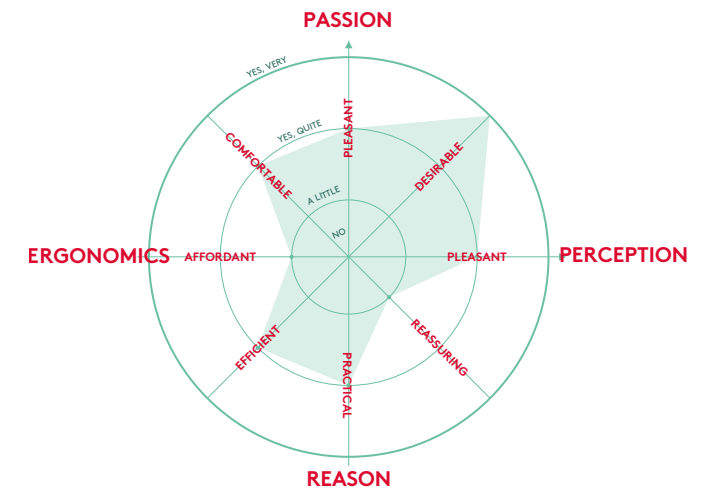 PASSION
YES, VERY
YES, QUITE
PLEASANT
COMFORTABLE
DESIRABLE
A LITTLE
NO
ERGONOMICS
AFFORDANT
PLEASANT
PERCEPTION
EFFICIENT
REASSURING
PRACTICAL
REASON